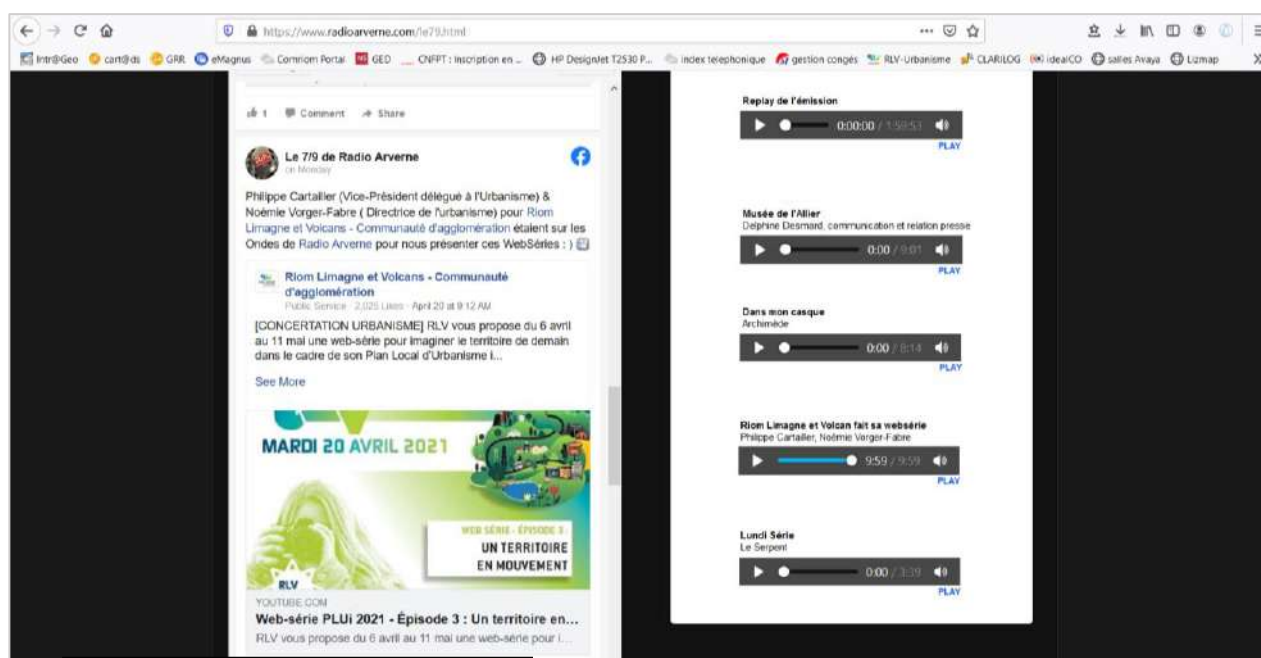 https://www.radioarverne.com/le79.html
Intr@Geo cart@ds GRR eMagnus Comriom Portal GED CNFPT : Inscription en ... HP DesignJet T2530 P... index telephonique gestion congés RLV-Urbanisme CLARILOG idealCO salles Avaya Lizmap
1 Comment Share
Le 7/9 de Radio Arverne
on Monday
Philippe Cartailler (Vice-Président délégué à l'Urbanisme) &
Noémie Vorger-Fabre ( Directrice de l'urbanisme) pour Riom
Limagne et Volcans - Communauté d'agglomération étaient sur les
Ondes de Radio Arverne pour nous présenter ces WebSéries : )
Riom Limagne et Volcans - Communauté
d'agglomération
Public Service · 2,025 Likes · April 20 at 9:12 AM
[CONCERTATION URBANISME] RLV vous propose du 6 avril
au 11 mai une web-série pour imaginer le territoire de demain
dans le cadre de son Plan Local d'Urbanisme i...
See More
MARDI 20 AVRIL 2021
WEB SÉRIE - ÉPISODE 3 :
UN TERRITOIRE
EN MOUVEMENT
RLV
YOUTUBE.COM
Web-série PLUi 2021 - Épisode 3 : Un territoire en...
RLV vous propose du 6 avril au 11 mai une web-série pour i...
Replay de l'émission
0:00:00 / 1:59:53
PLAY
Musée de l'Allier
Delphine Desmard, communication et relation presse
0:00 / 9:01
PLAY
Dans mon casque
Archimède
0:00 / 8:14
PLAY
Riom Limagne et Volcan fait sa websérie
Philippe Cartailler, Noémie Vorger-Fabre
9:59 / 9:59
PLAY
Lundi Série
Le Serpent
0:00 / 3:39
PLAY